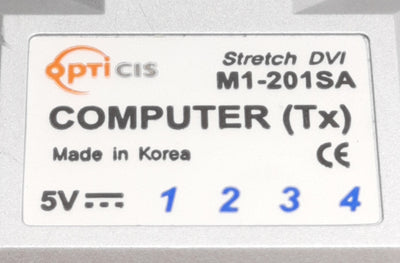 OPTICIS
Stretch DVI
M1-201SA
COMPUTER (Tx)
Made in Korea CE
5V 1 2 3 4